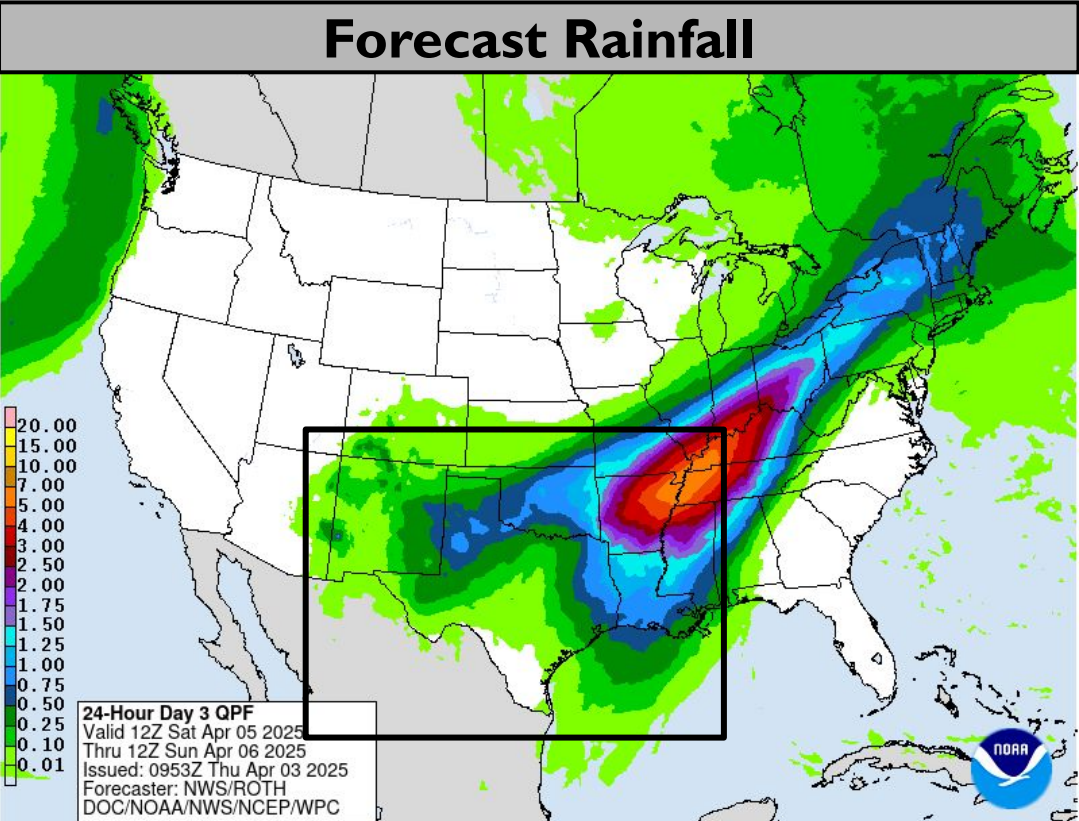 Forecast Rainfall
20.00
15.00
10.00
7.00
5.00
4.00
3.00
2.50
2.00
1.75
1.50
1.25
1.00
0.75
0.50
0.25
0.10
0.01
24-Hour Day 3 QPF
Valid 12Z Sat Apr 05 2025
Thru 12Z Sun Apr 06 2025
Issued: 0953Z Thu Apr 03 2025
Forecaster: NWS/ROTH
DOC/NOAA/NWS/NCEP/WPC
NOAA